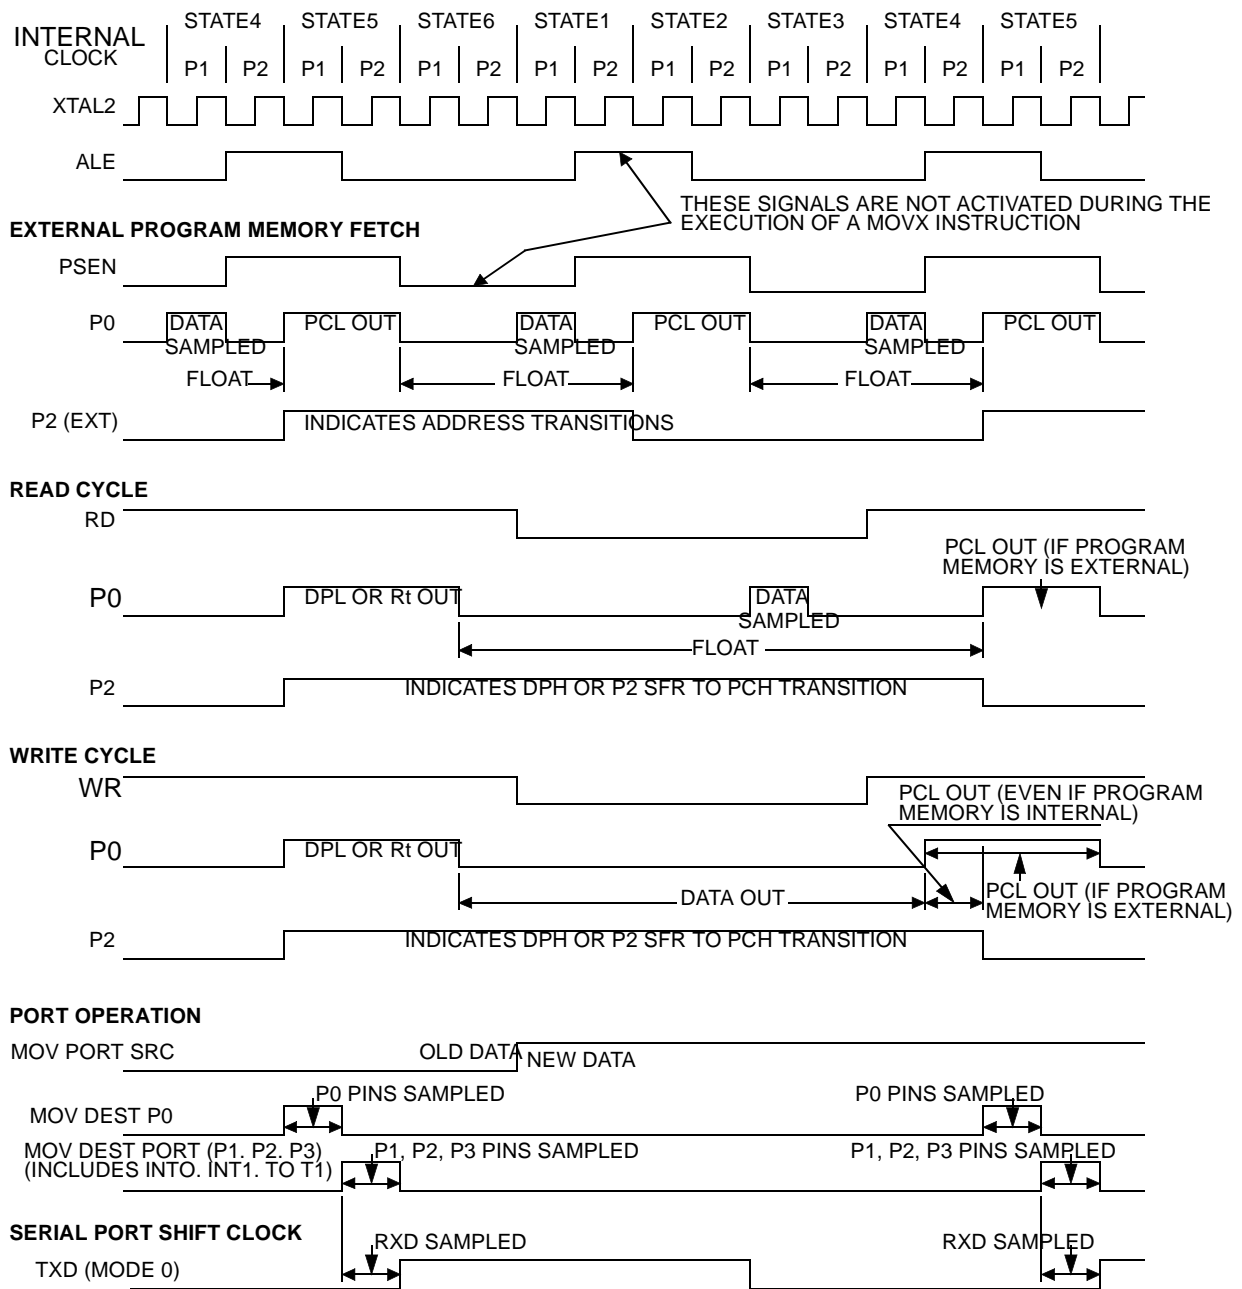 INTERNAL
CLOCK
STATE4 STATE5 STATE6 STATE1 STATE2 STATE3 STATE4 STATE5
P1 P2 P1 P2 P1 P2 P1 P2 P1 P2 P1 P2 P1 P2 P1 P2
XTAL2
ALE
THESE SIGNALS ARE NOT ACTIVATED DURING THE
EXECUTION OF A MOVX INSTRUCTION
EXTERNAL PROGRAM MEMORY FETCH
PSEN
P0 DATA PCL OUT DATA PCL OUT DATA PCL OUT
SAMPLED SAMPLED SAMPLED
FLOAT FLOAT FLOAT
P2 (EXT) INDICATES ADDRESS TRANSITIONS
READ CYCLE
RD
PCL OUT (IF PROGRAM
MEMORY IS EXTERNAL)
P0 DPL OR Rt OUT DATA
SAMPLED
FLOAT
P2 INDICATES DPH OR P2 SFR TO PCH TRANSITION
WRITE CYCLE
WR
PCL OUT (EVEN IF PROGRAM
MEMORY IS INTERNAL)
P0 DPL OR Rt OUT
DATA OUT
PCL OUT (IF PROGRAM
MEMORY IS EXTERNAL)
P2 INDICATES DPH OR P2 SFR TO PCH TRANSITION
PORT OPERATION
MOV PORT SRC OLD DATA NEW DATA
P0 PINS SAMPLED P0 PINS SAMPLED
MOV DEST P0
MOV DEST PORT (P1. P2. P3) P1, P2, P3 PINS SAMPLED P1, P2, P3 PINS SAMPLED
(INCLUDES INTO. INT1. TO T1)
SERIAL PORT SHIFT CLOCK
RXD SAMPLED RXD SAMPLED
TXD (MODE 0)